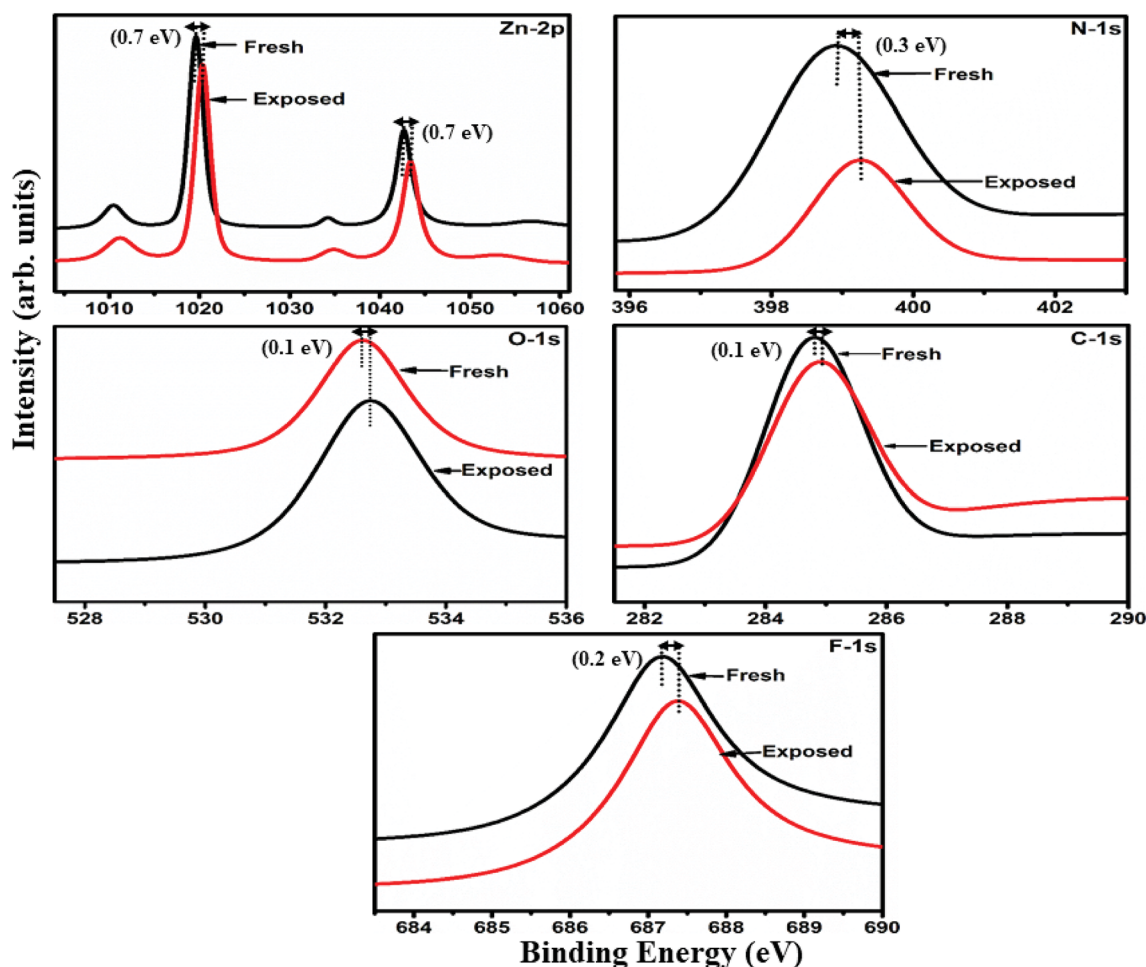 Zn-2p
(0.7 eV)
Fresh
Exposed
(0.7 eV)
1010 1020 1030 1040 1050 1060
N-1s
(0.3 eV)
Fresh
Exposed
396 398 400 402
O-1s
(0.1 eV)
Fresh
Exposed
528 530 532 534 536
C-1s
(0.1 eV)
Fresh
Exposed
282 284 286 288 290
F-1s
(0.2 eV)
Fresh
Exposed
684 685 686 687 688 689 690
Intensity (arb. units)
Binding Energy (eV)